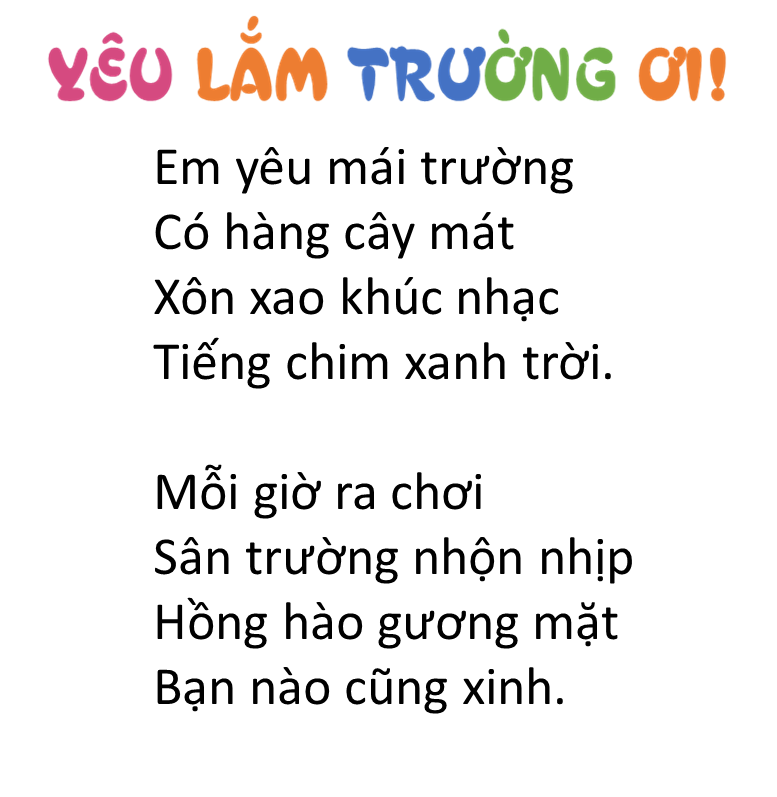 YÊU LẮM TRƯỜNG ƠI!
Em yêu mái trường
Có hàng cây mát
Xôn xao khúc nhạc
Tiếng chim xanh trời.
Mỗi giờ ra chơi
Sân trường nhộn nhịp
Hồng hào gương mặt
Bạn nào cũng xinh.